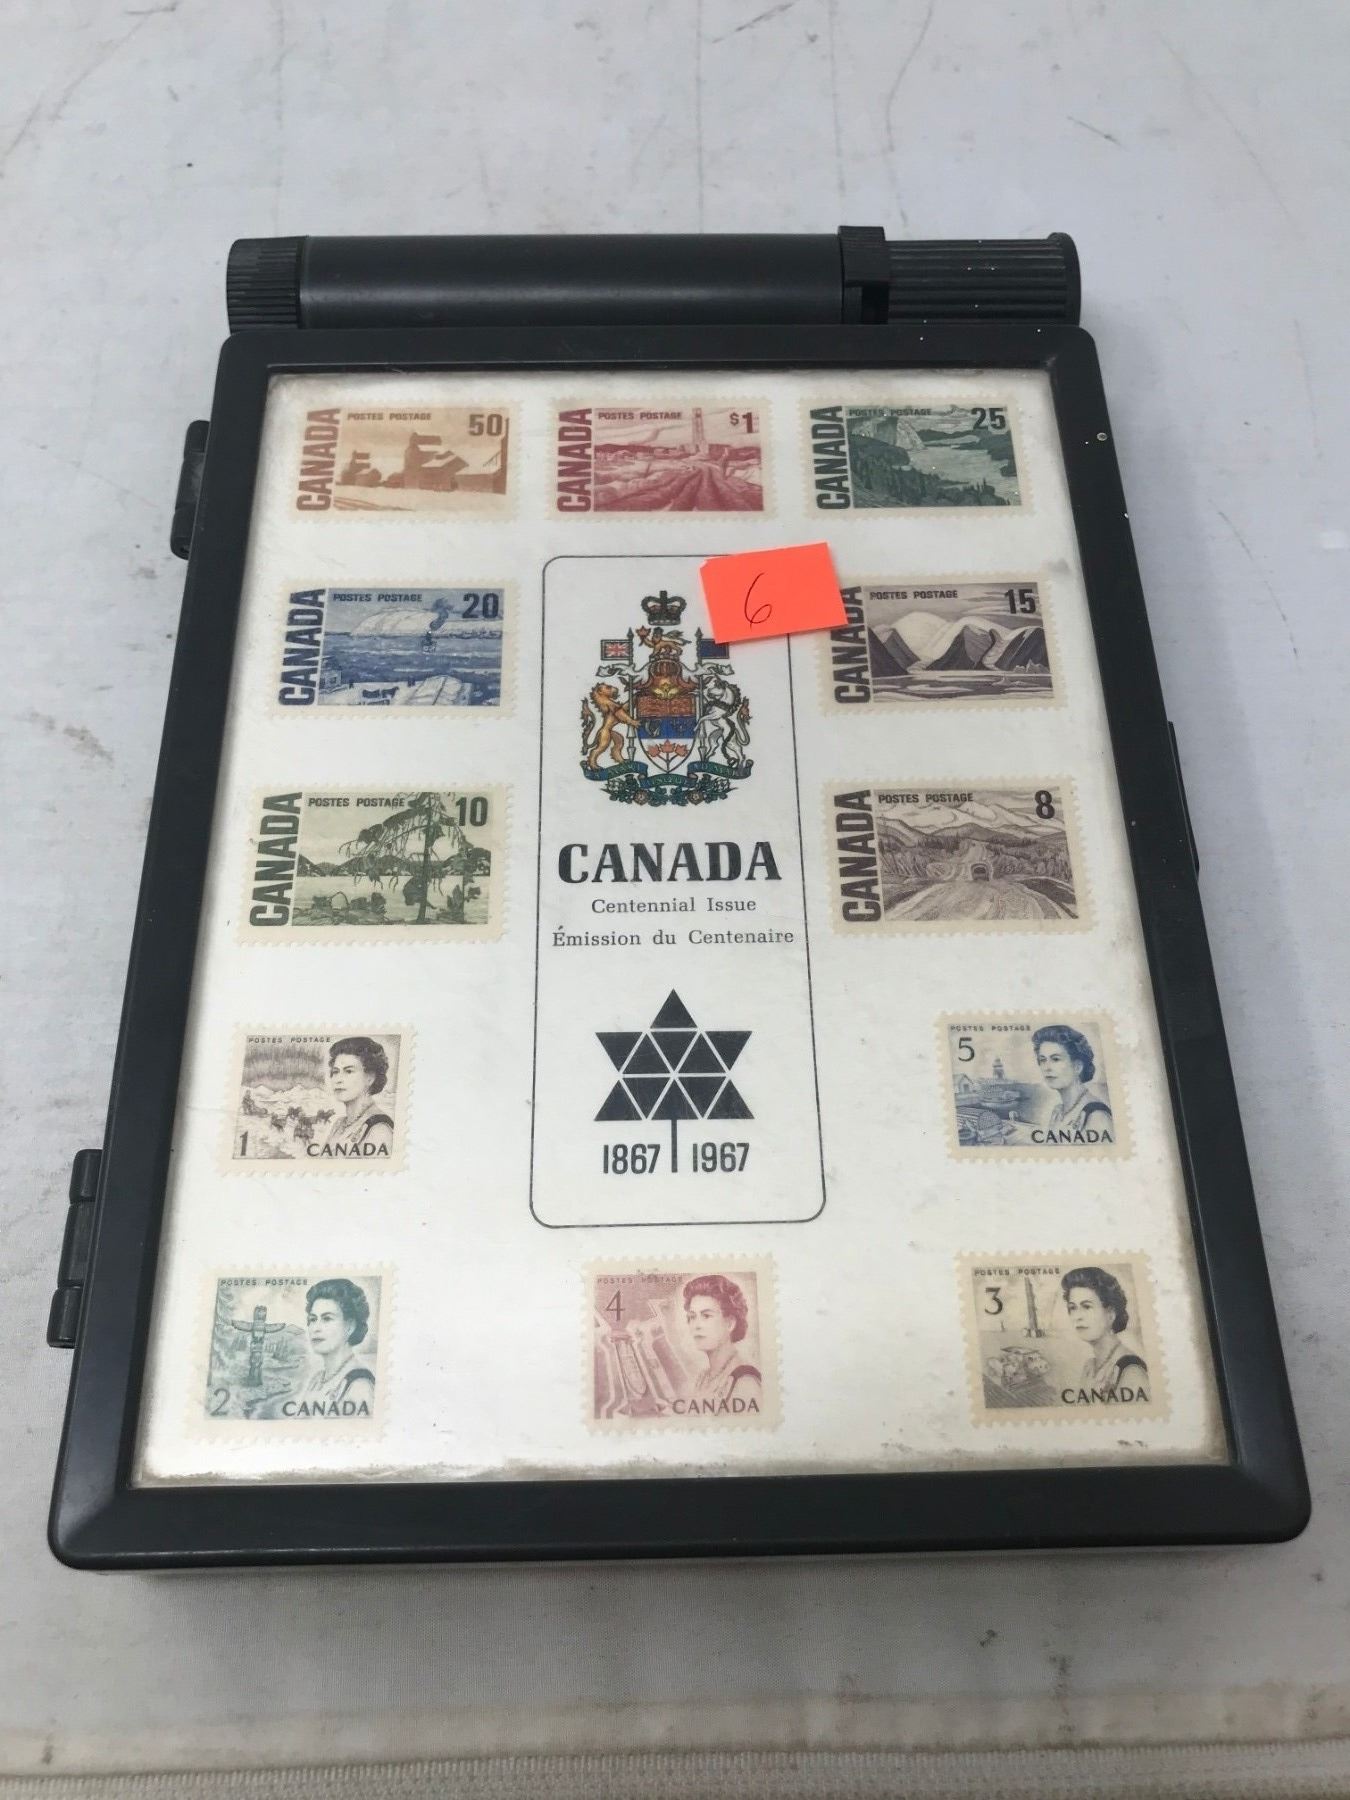 CANADA
POSTES POSTAGE
50
CANADA
POSTES POSTAGE
$1
CANADA
POSTES POSTAGE
25
CANADA
POSTES POSTAGE
20
6
CANADA
POSTES POSTAGE
15
CANADA
POSTES POSTAGE
10
CANADA
POSTES POSTAGE
8
CANADA
Centennial Issue
Émission du Centenaire
1867 1967
POSTES POSTAGE
1
CANADA
POSTES POSTAGE
5
CANADA
POSTES POSTAGE
2
CANADA
POSTES POSTAGE
4
CANADA
POSTES POSTAGE
3
CANADA